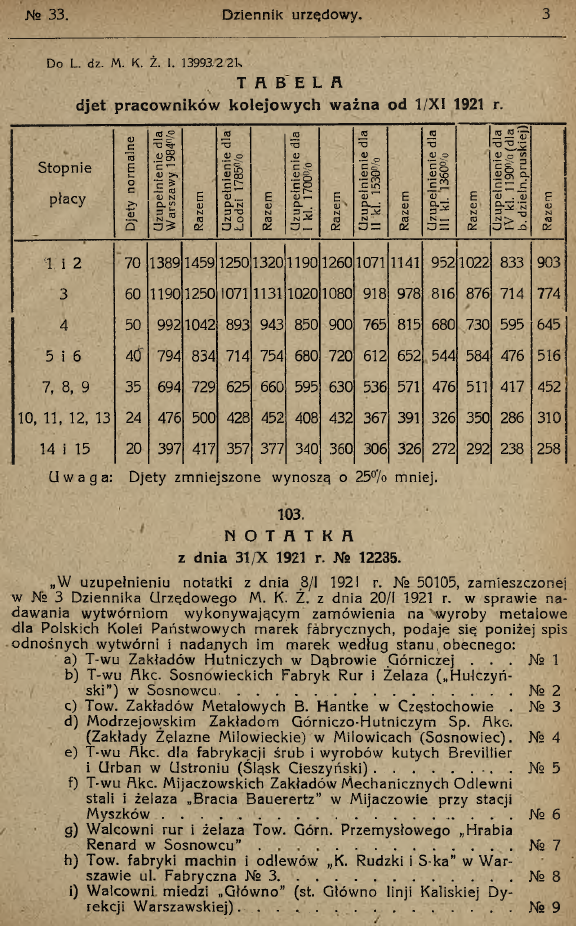 № 33. Dziennik urzędowy. 3
Do L. dz. M. K. Ż. I. 13993/2/21.
TABELA
djet pracowników kolejowych ważna od 1/XI 1921 r.
Stopnie płacy | Djety normalne | Uzupełnienie dla Warszawy 1984% | Razem | Uzupełnienie dla Łodzi 1785% | Razem | Uzupełnienie dla I kl. 1700% | Razem | Uzupełnienie dla II kl. 1530% | Razem | Uzupełnienie dla III kl. 1360% | Razem | Uzupełnienie dla IV kl. 1190% (dla b. dzieln. pruskiej) | Razem
1 i 2 | 70 | 1389 | 1459 | 1250 | 1320 | 1190 | 1260 | 1071 | 1141 | 952 | 1022 | 833 | 903
3 | 60 | 1190 | 1250 | 1071 | 1131 | 1020 | 1080 | 918 | 978 | 816 | 876 | 714 | 774
4 | 50 | 992 | 1042 | 893 | 943 | 850 | 900 | 765 | 815 | 680 | 730 | 595 | 645
5 i 6 | 40 | 794 | 834 | 714 | 754 | 680 | 720 | 612 | 652 | 544 | 584 | 476 | 516
7, 8, 9 | 35 | 694 | 729 | 625 | 660 | 595 | 630 | 536 | 571 | 476 | 511 | 417 | 452
10, 11, 12, 13 | 24 | 476 | 500 | 428 | 452 | 408 | 432 | 367 | 391 | 326 | 350 | 286 | 310
14 i 15 | 20 | 397 | 417 | 357 | 377 | 340 | 360 | 306 | 326 | 272 | 292 | 238 | 258
Uwaga: Djety zmniejszone wynoszą o 25% mniej.
103.
NOTATKA
z dnia 31/X 1921 r. № 12235.
„W uzupełnieniu notatki z dnia 8/I 1921 r. № 50105, zamieszczonej
w № 3 Dziennika Urzędowego M. K. Ż. z dnia 20/I 1921 r. w sprawie na-
dawania wytwórniom wykonywającym zamówienia na wyroby metalowe
dla Polskich Kolei Państwowych marek fabrycznych, podaje się poniżej spis
odnośnych wytwórni i nadanych im marek według stanu obecnego:
a) T-wu Zakładów Hutniczych w Dąbrowie Górniczej . . . № 1
b) T-wu Akc. Sosnowieckich Fabryk Rur i Żelaza („Hulczyń-
ski”) w Sosnowcu. . . . . . . . . . . . . . . № 2
c) Tow. Zakładów Metalowych B. Hantke w Częstochowie . № 3
d) Modrzejowskim Zakładom Górniczo-Hutniczym Sp. Akc.
(Zakłady Żelazne Milowieckie) w Milowicach (Sosnowiec). № 4
e) T-wu Akc. dla fabrykacji śrub i wyrobów kutych Brevillier
i Urban w Ustroniu (Śląsk Cieszyński) . . . . . . . . № 5
f) T-wu Akc. Mijaczowskich Zakładów Mechanicznych Odlewni
stali i żelaza „Bracia Bauerertz” w Mijaczowie przy stacji
Myszków . . . . . . . . . . . . . . . . . № 6
g) Walcowni rur i żelaza Tow. Górn. Przemysłowego „Hrabia
Renard w Sosnowcu” . . . . . . . . . . . . . № 7
h) Tow. fabryki machin i odlewów „K. Rudzki i S-ka” w War-
szawie ul. Fabryczna № 3. . . . . . . . . . . . . № 8
i) Walcowni miedzi „Główno” (st. Główno linji Kaliskiej Dy-
rekcji Warszawskiej) . . . . . . . . . . . . . . № 9